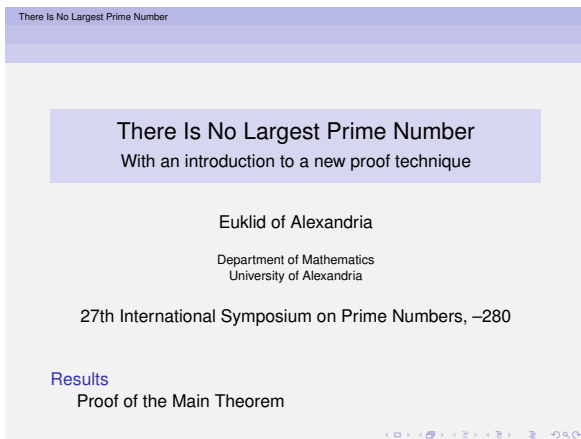 There Is No Largest Prime Number
There Is No Largest Prime Number
With an introduction to a new proof technique
Euklid of Alexandria
Department of Mathematics
University of Alexandria
27th International Symposium on Prime Numbers, –280
Results
Proof of the Main Theorem